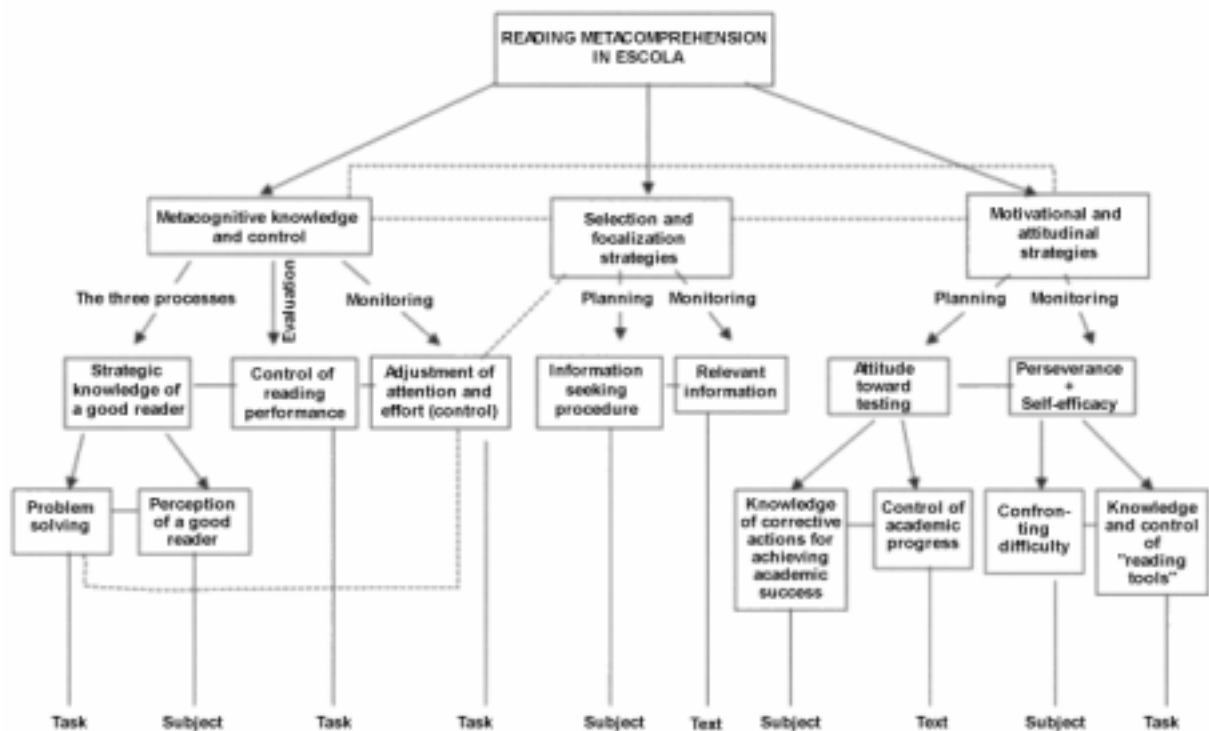 READING METACOMPREHENSION
IN ESCOLA
Metacognitive knowledge
and control
Selection and
focalization
strategies
Motivational and
attitudinal
strategies
The three processes
Evaluation
Monitoring
Planning
Monitoring
Planning
Monitoring
Strategic
knowledge of
a good reader
Control of
reading
performance
Adjustment of
attention and
effort (control)
Information
seeking
procedure
Relevant
information
Attitude
toward
testing
Perseverance
+
Self-efficacy
Problem
solving
Perception
of a good
reader
Knowledge
of corrective
actions for
achieving
academic
success
Control of
academic
progress
Confron-
ting
difficulty
Knowledge
and control
of
"reading
tools"
Task
Subject
Task
Task
Subject
Text
Subject
Text
Subject
Task